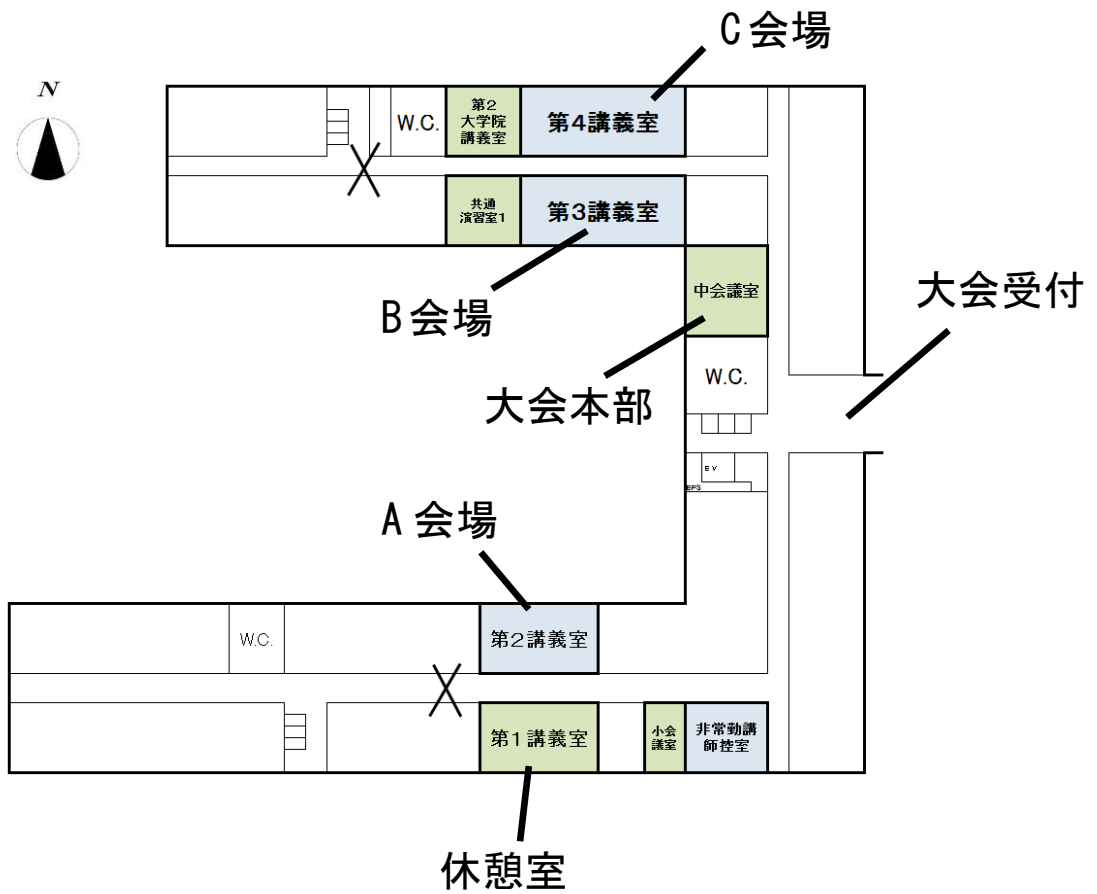 C会場
N
W.C.
第2
大学院
講義室
第4講義室
共通
演習室1
第3講義室
B会場
中会議室
大会受付
大会本部
W.C.
EV
EPS
A会場
W.C.
第2講義室
第1講義室
小会
議室
非常勤講
師控室
休憩室